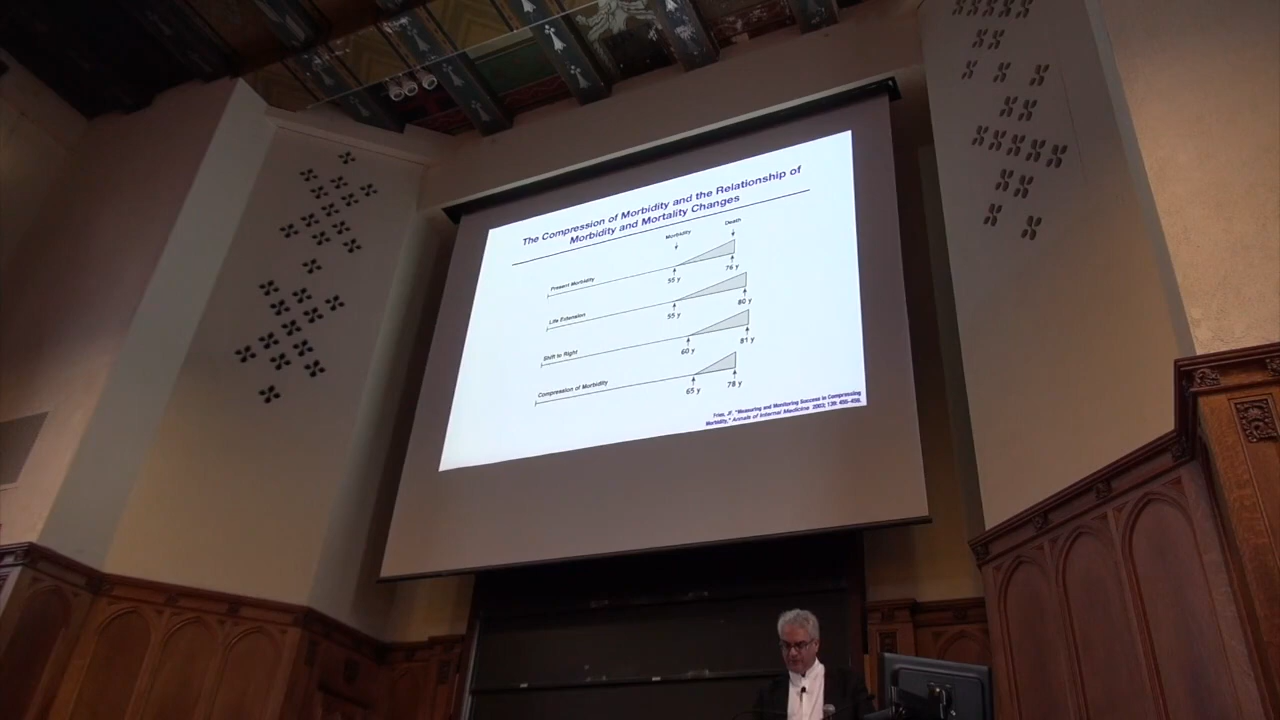 The Compression of Morbidity and the Relationship of
Morbidity and Mortality Changes
Morbidity
Death
Present Morbidity
55 y
76 y
Life Extension
55 y
80 y
Shift to Right
60 y
81 y
Compression of Morbidity
65 y
78 y
Fries, JF. "Measuring and Monitoring Success in Compressing
Morbidity," Annals of Internal Medicine 2003; 139: 455-459.